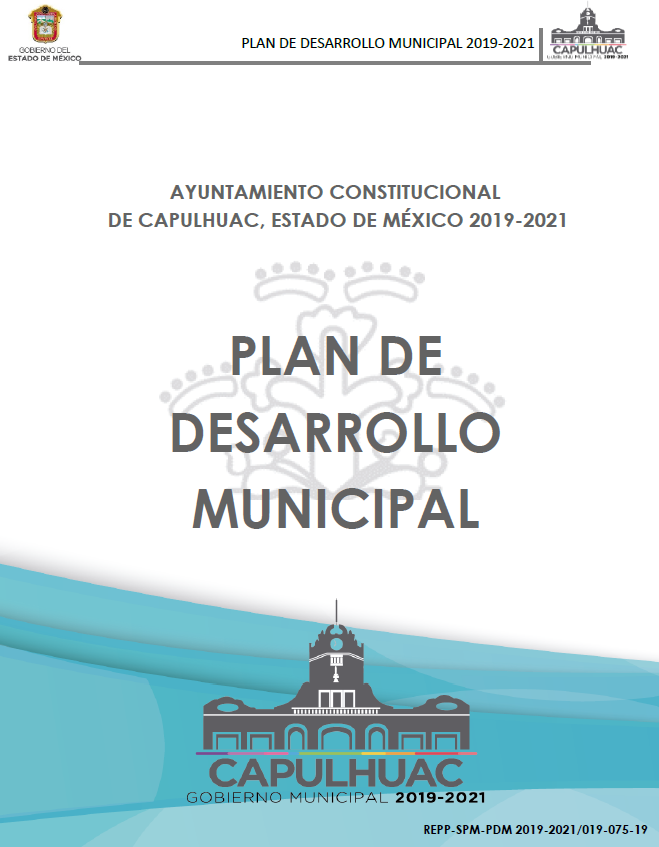 GOBIERNO DEL
ESTADO DE MÉXICO
PLAN DE DESARROLLO MUNICIPAL 2019-2021
CAPULHUAC
GOBIERNO MUNICIPAL 2019-2021
AYUNTAMIENTO CONSTITUCIONAL
DE CAPULHUAC, ESTADO DE MÉXICO 2019-2021
PLAN DE
DESARROLLO
MUNICIPAL
CAPULHUAC
GOBIERNO MUNICIPAL 2019-2021
REPP-SPM-PDM 2019-2021/019-075-19